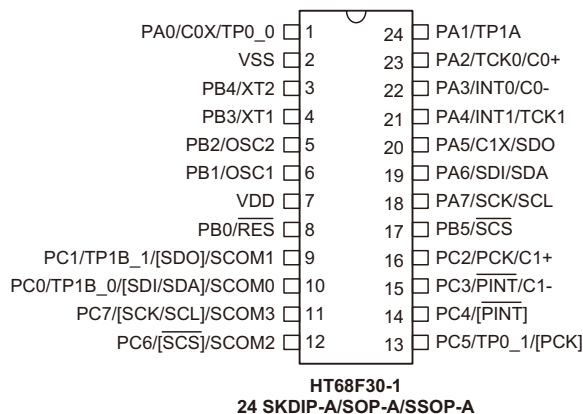 PA0/C0X/TP0_0 1 24 PA1/TP1A
VSS 2 23 PA2/TCK0/C0+
PB4/XT2 3 22 PA3/INT0/C0-
PB3/XT1 4 21 PA4/INT1/TCK1
PB2/OSC2 5 20 PA5/C1X/SDO
PB1/OSC1 6 19 PA6/SDI/SDA
VDD 7 18 PA7/SCK/SCL
PB0/RES 8 17 PB5/SCS
PC1/TP1B_1/[SDO]/SCOM1 9 16 PC2/PCK/C1+
PC0/TP1B_0/[SDI/SDA]/SCOM0 10 15 PC3/PINT/C1-
PC7/[SCK/SCL]/SCOM3 11 14 PC4/[PINT]
PC6/[SCS]/SCOM2 12 13 PC5/TP0_1/[PCK]
HT68F30-1
24 SKDIP-A/SOP-A/SSOP-A